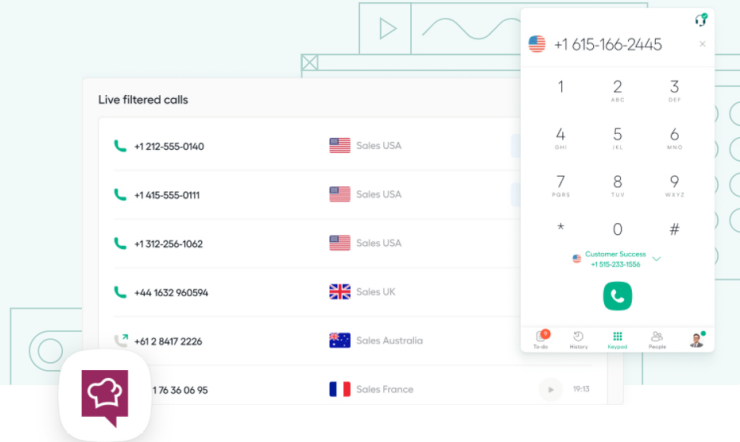 Live filtered calls
+1 212-555-0140 Sales USA
+1 415-555-0111 Sales USA
+1 312-256-1062 Sales USA
+44 1632 960594 Sales UK
+61 2 8417 2226 Sales Australia
1 76 36 06 95 Sales France 19:13
+1 615-166-2445
1 2 3
ABC DEF
4 5 6
GHI JKL MNO
7 8 9
PQRS TUV WXYZ
* 0 #
Customer Success
+1 515-233-1556
To-do History Keypad People